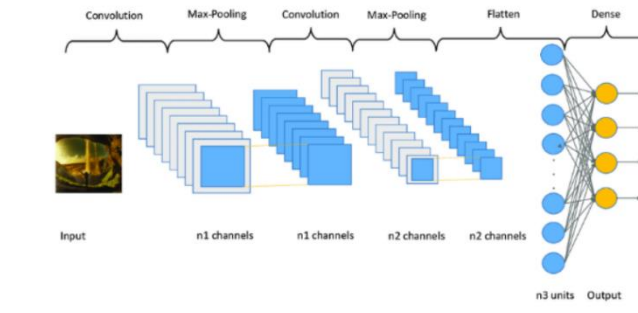 Convolution Max-Pooling Convolution Max-Pooling Flatten Dense
Input n1 channels n1 channels n2 channels n2 channels
n3 units Output